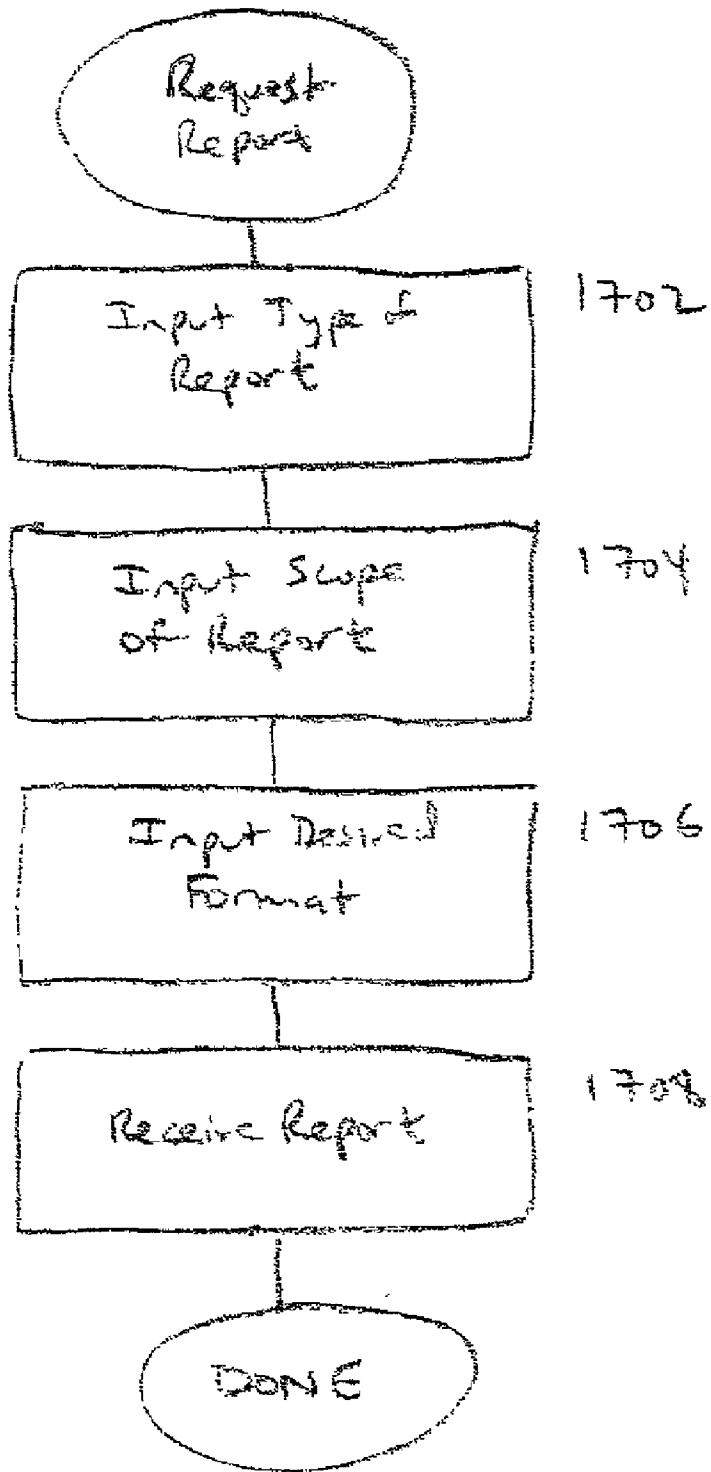 Request
Report
Input Type of
Report
1702
Input Scope
of Report
1704
Input Desired
Format
1706
Receive Report
1708
DONE